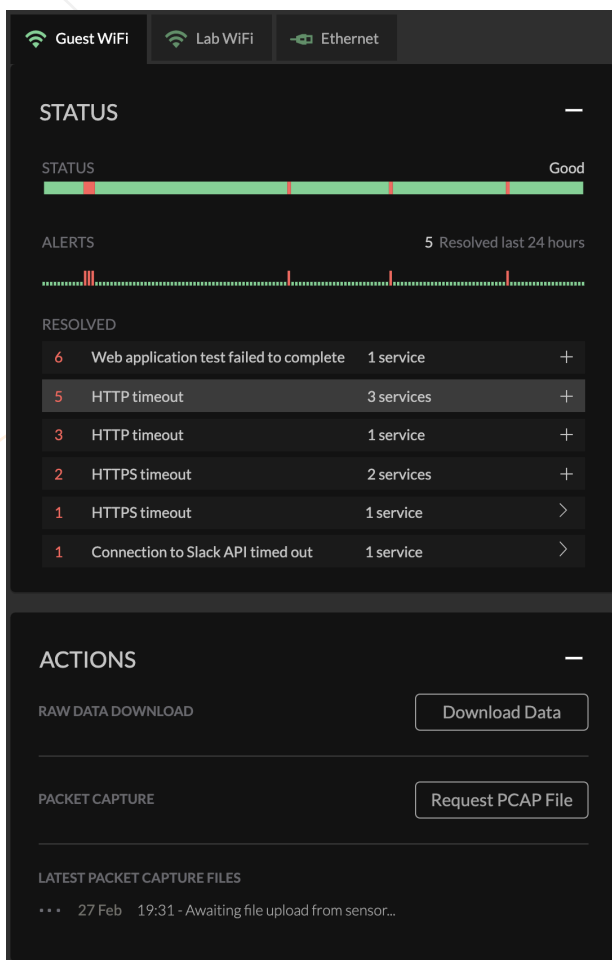 Guest WiFi Lab WiFi Ethernet
STATUS
STATUS Good
ALERTS 5 Resolved last 24 hours
RESOLVED
6 Web application test failed to complete 1 service
5 HTTP timeout 3 services
3 HTTP timeout 1 service
2 HTTPS timeout 2 services
1 HTTPS timeout 1 service
1 Connection to Slack API timed out 1 service
ACTIONS
RAW DATA DOWNLOAD Download Data
PACKET CAPTURE Request PCAP File
LATEST PACKET CAPTURE FILES
··· 27 Feb 19:31 - Awaiting file upload from sensor...